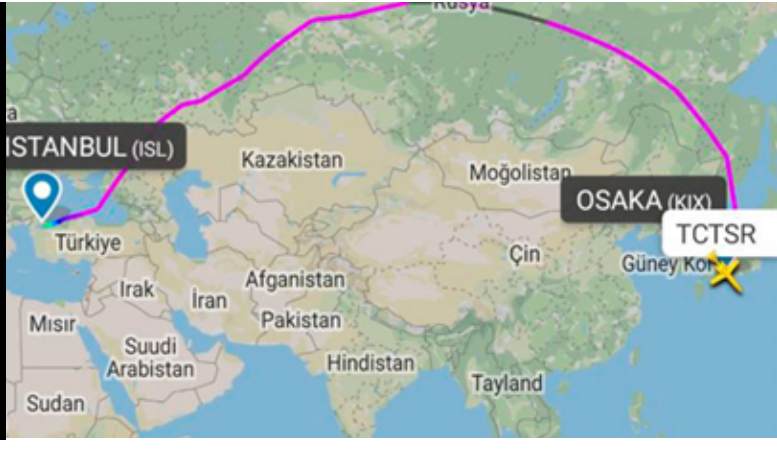 Rusya
a
ISTANBUL (ISL)
Kazakistan
Moğolistan
OSAKA (KIX)
TCTSR
Türkiye
Çin
Güney Kor
Afganistan
Irak
İran
Pakistan
Mısır
Suudi
Arabistan
Hindistan
Tayland
Sudan